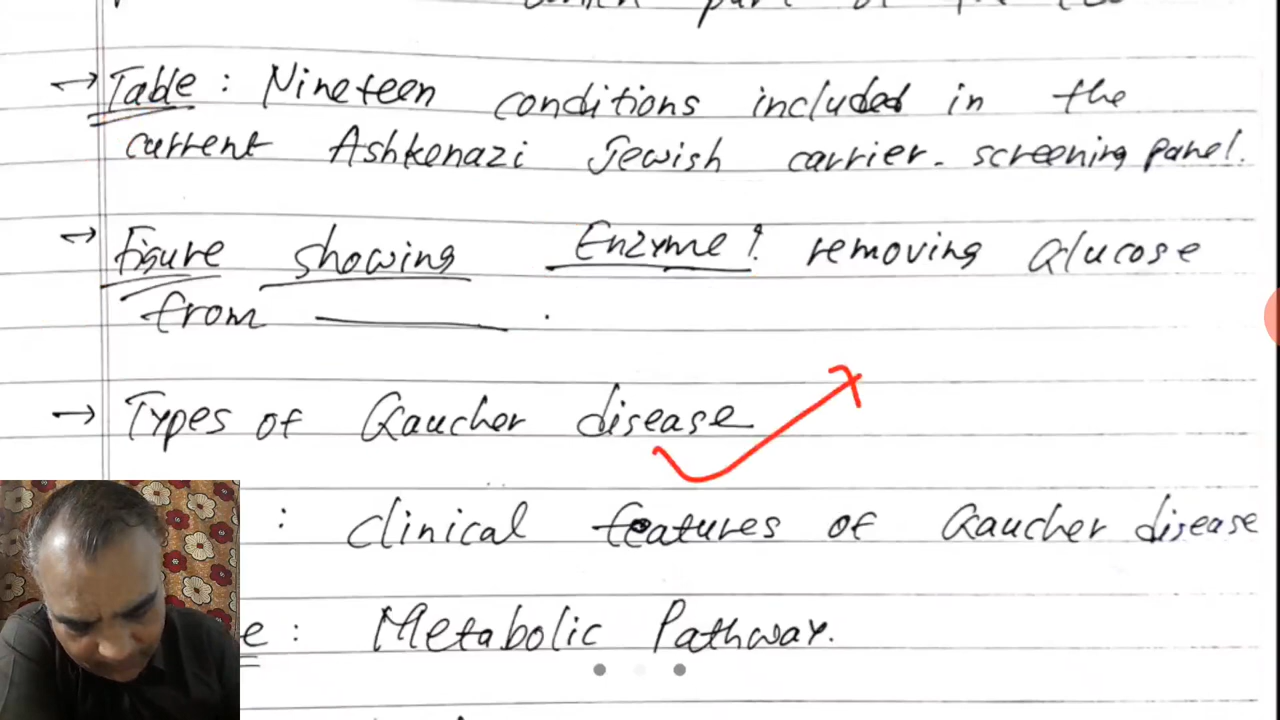 → Table : Nineteen conditions included in the
current Ashkenazi Jewish carrier - screening panel.
→ Figure showing Enzyme? removing Glucose
from ______ .
→ Types of Gaucher disease
: Clinical features of Gaucher disease
e : Metabolic Pathway.